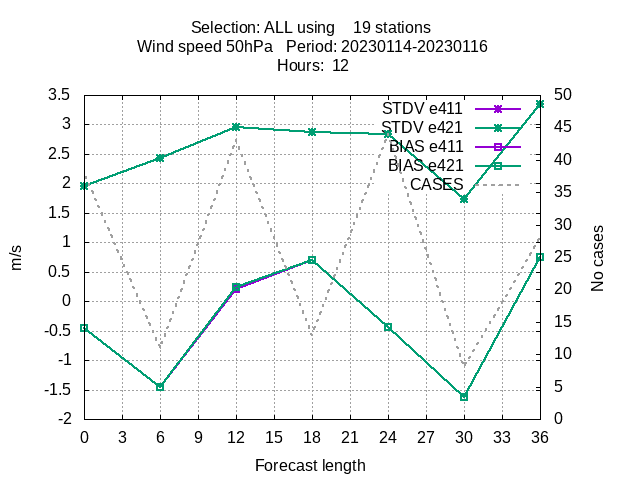 Selection: ALL using    19 stations
Wind speed 50hPa   Period: 20230114-20230116
Hours:  12
3.5
3
2.5
2
1.5
1
0.5
0
-0.5
-1
-1.5
-2
m/s
STDV e411
STDV e421
BIAS e411
BIAS e421
CASES
50
45
40
35
30
25
20
15
10
5
0
No cases
0 3 6 9 12 15 18 21 24 27 30 33 36
Forecast length